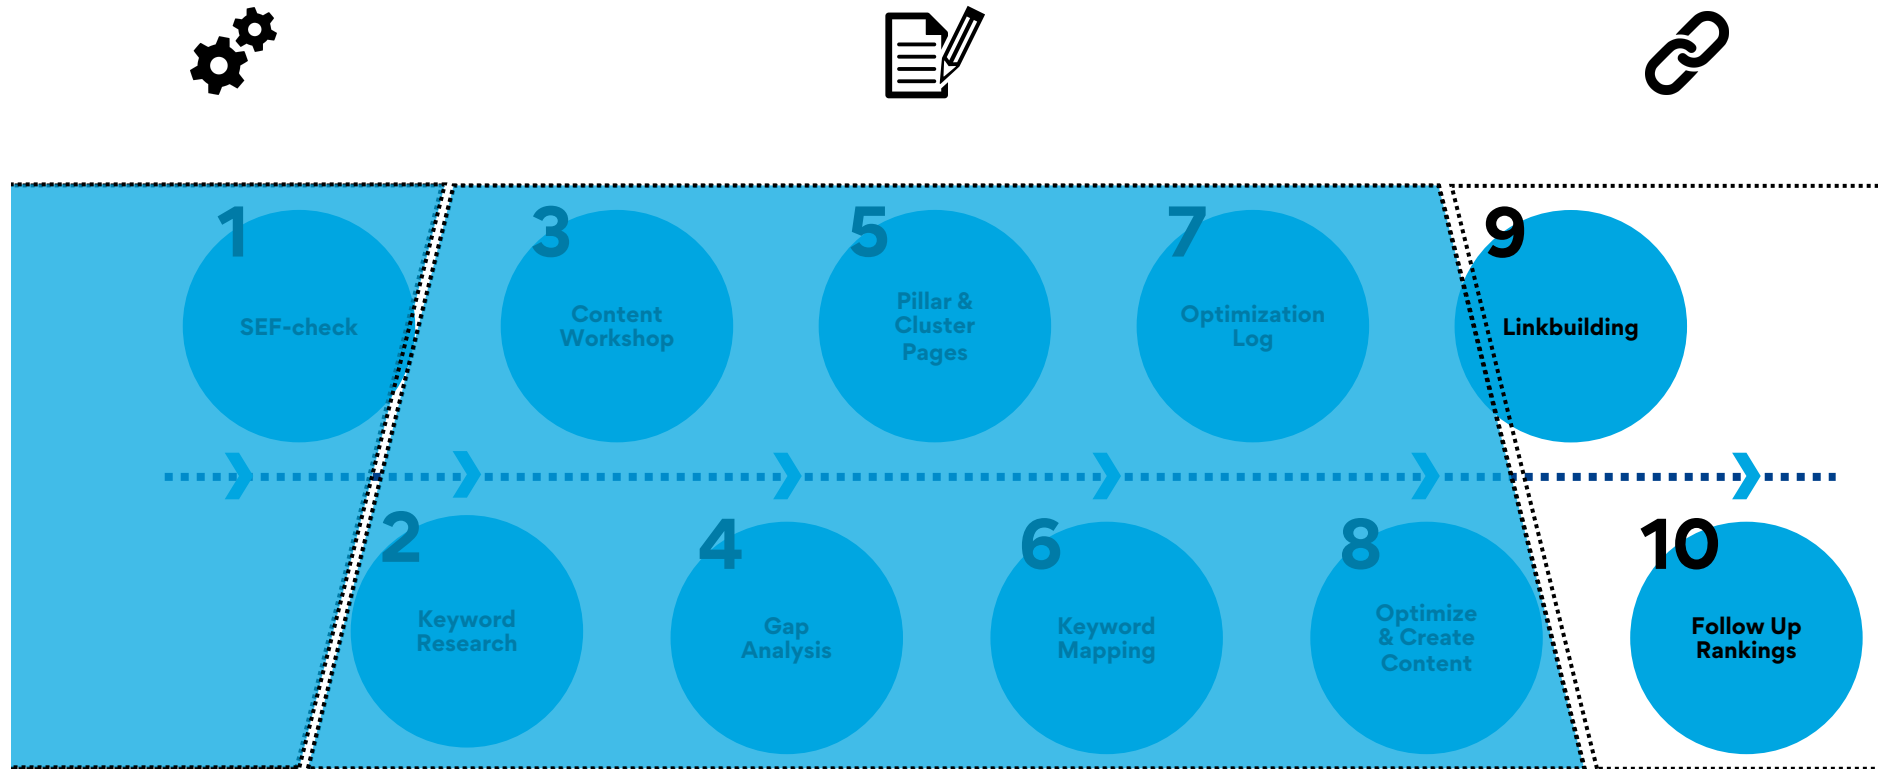 1
SEF-check
2
Keyword
Research
3
Content
Workshop
4
Gap
Analysis
5
Pillar &
Cluster
Pages
6
Keyword
Mapping
7
Optimization
Log
8
Optimize
& Create
Content
9
Linkbuilding
10
Follow Up
Rankings